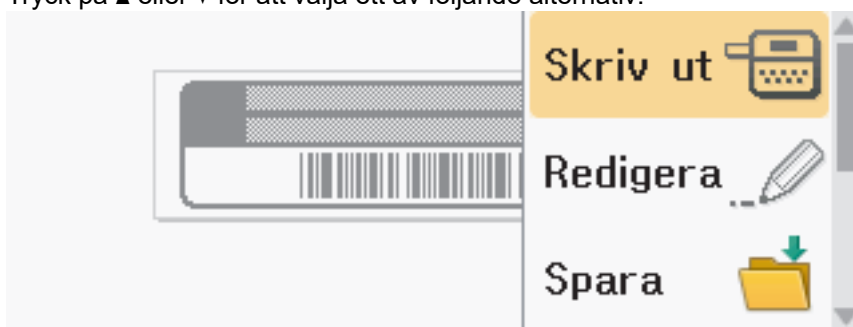 Tryck på ▲ eller ▼ för att välja ett av följande alternativ:
Skriv ut
Redigera
Spara